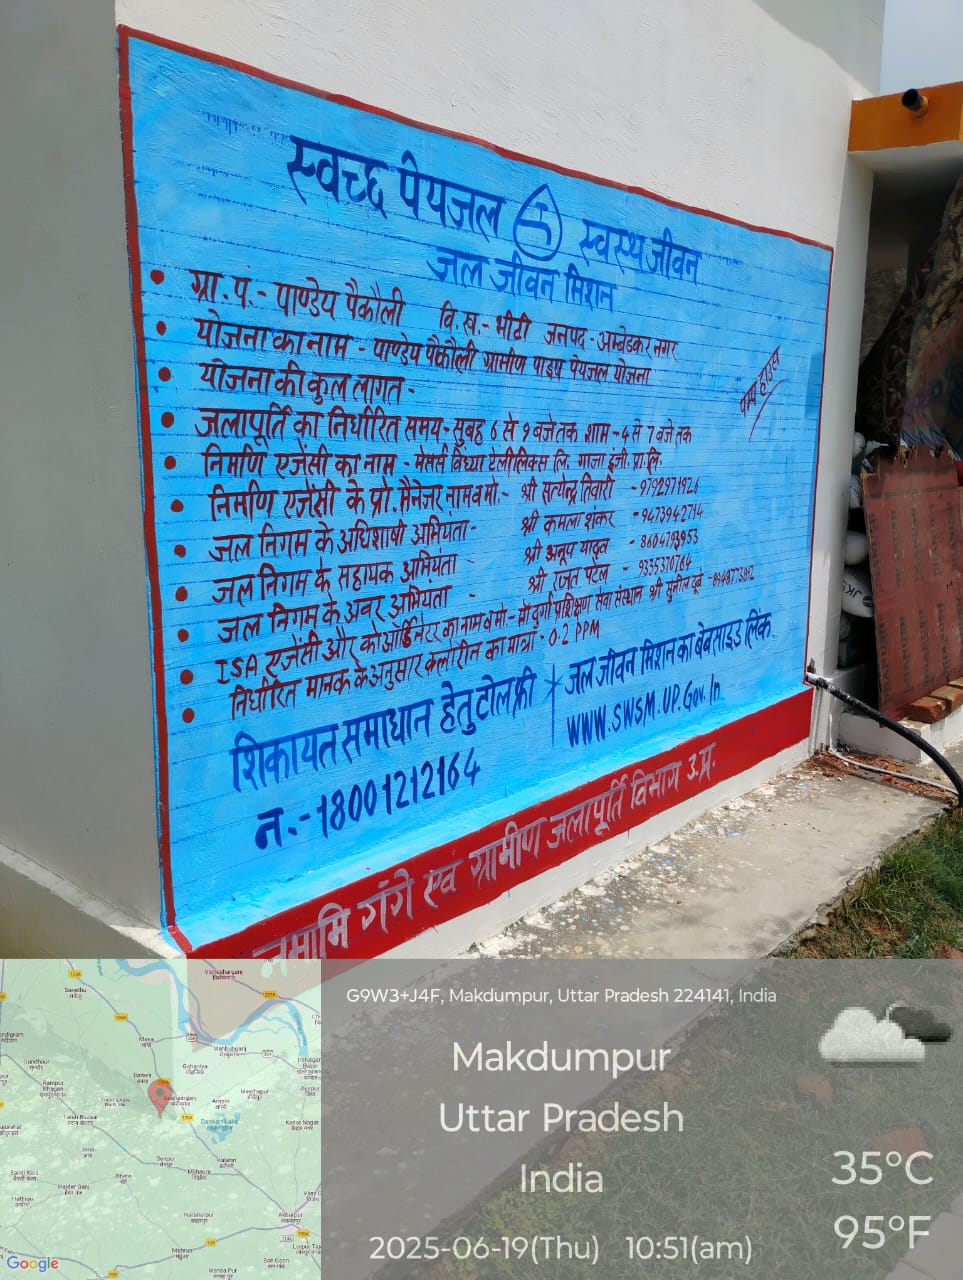 स्वच्छ पेयजल स्वस्थ जीवन
जल जीवन मिशन
• ग्रा.प.- पाण्डेय पैकौली वि.ख.- भीटी जनपद - अम्बेडकर नगर
• योजना का नाम - पाण्डेय पैकौली ग्रामीण पाइप पेयजल योजना
• योजना की कुल लागत -
पम्प हाउस
• जलापूर्ति का निर्धारित समय- सुबह 6 से 9 बजे तक शाम - 4 से 7 बजे तक
• निर्माण एजेंसी का नाम - मेसर्स विंध्या टेलीलिंक्स लि. गाजा इंजी. प्रा. लि.
• निर्माण एजेंसी के प्रो. मैनेजर नाम व मो.- श्री सत्येन्द्र तिवारी - 9792971926
• जल निगम के अधिशाषी अभियंता - श्री कमला शंकर - 9473942714
• जल निगम के सहायक अभियंता - श्री अनूप यादव - 8604793953
• जल निगम के अवर अभियंता - श्री रजत पटेल - 9335370764
• ISA एजेंसी और कोऑर्डिनेटर का नाम व मो- माँ दुर्गा प्रशिक्षण सेवा संस्थान श्री सुनील दूबे
• निर्धारित मानक के अनुसार क्लोरीन की मात्रा - 0.2 PPM
शिकायत समाधान हेतु टोल फ्री
न.- 18001212164
जल जीवन मिशन का बेबसाइड लिंक
WWW.SWSM.UP.Gov.In
नमामि गंगे एवं ग्रामीण जलापूर्ति विभाग उ.प्र.
G9W3+J4F, Makdumpur, Uttar Pradesh 224141, India
Makdumpur
Uttar Pradesh
India
35°C
95°F
2025-06-19(Thu) 10:51(am)
Google